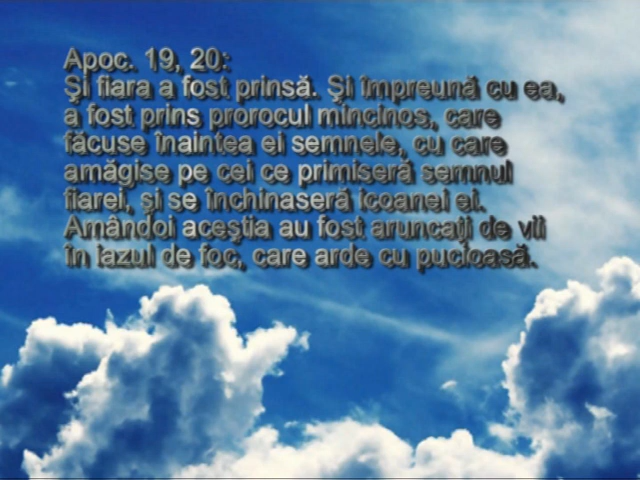 Apoc. 19, 20:
Şi fiara a fost prinsă. Şi împreună cu ea,
a fost prins prorocul mincinos, care
făcuse înaintea ei semnele, cu care
amăgise pe cei ce primiseră semnul
fiarei, şi se închinaseră icoanei ei.
Amândoi aceştia au fost aruncaţi de vii
în iazul de foc, care arde cu pucioasă.